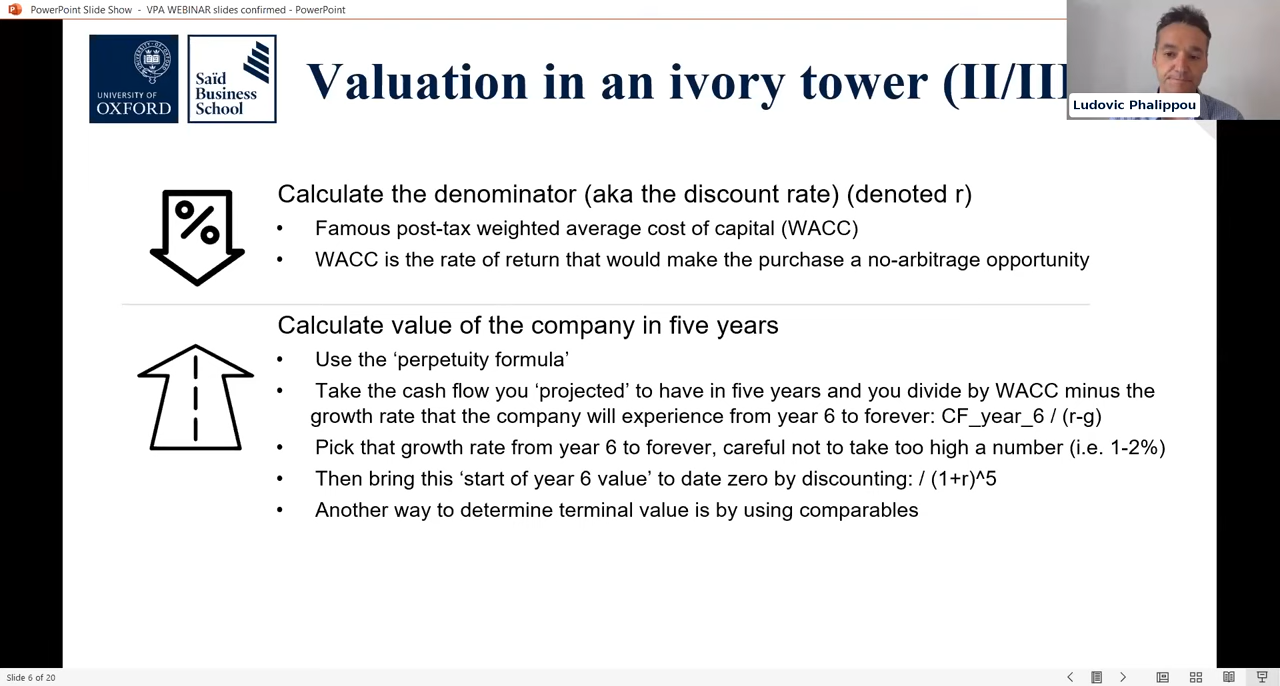 PowerPoint Slide Show - VPA WEBINAR slides confirmed - PowerPoint
UNIVERSITY OF
OXFORD
Saïd
Business
School
Valuation in an ivory tower (II/III
Ludovic Phalippou
%
Calculate the denominator (aka the discount rate) (denoted r)
• Famous post-tax weighted average cost of capital (WACC)
• WACC is the rate of return that would make the purchase a no-arbitrage opportunity
Calculate value of the company in five years
• Use the ‘perpetuity formula’
• Take the cash flow you ‘projected’ to have in five years and you divide by WACC minus the
growth rate that the company will experience from year 6 to forever: CF_year_6 / (r-g)
• Pick that growth rate from year 6 to forever, careful not to take too high a number (i.e. 1-2%)
• Then bring this ‘start of year 6 value’ to date zero by discounting: / (1+r)^5
• Another way to determine terminal value is by using comparables
Slide 6 of 20